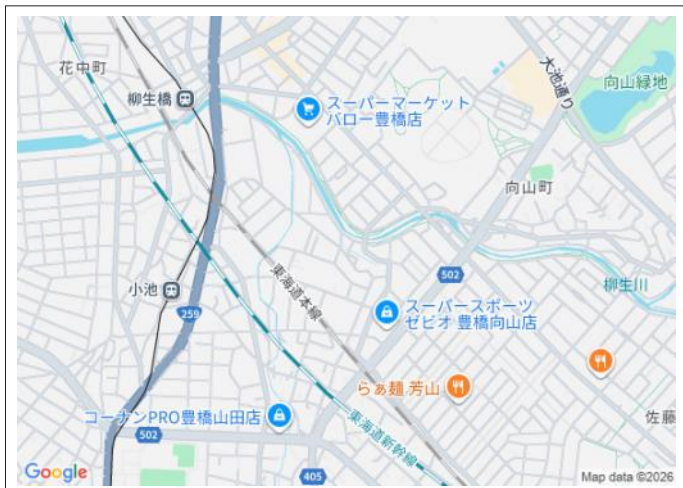 花中町
柳生橋
スーパーマーケット
バロー豊橋店
大池通り
向山緑地
向山町
502
柳生川
小池
259
東海道本線
スーパースポーツ
ゼビオ 豊橋向山店
らぁ麺 芳山
コーナンPRO豊橋山田店
502
東海道新幹線
佐藤
405
Google
Map data ©2026